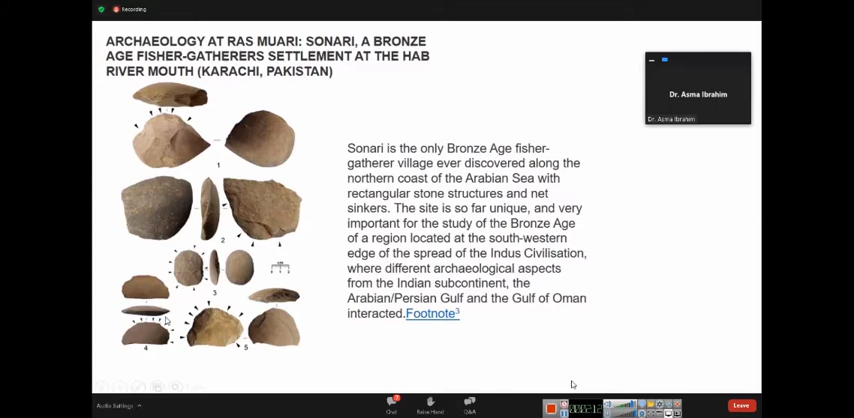 Recording
ARCHAEOLOGY AT RAS MUARI: SONARI, A BRONZE
AGE FISHER-GATHERERS SETTLEMENT AT THE HAB
RIVER MOUTH (KARACHI, PAKISTAN)
Dr. Asma Ibrahim
Dr. Asma Ibrahim
1
2
3
4
5
Sonari is the only Bronze Age fisher-
gatherer village ever discovered along the
northern coast of the Arabian Sea with
rectangular stone structures and net
sinkers. The site is so far unique, and very
important for the study of the Bronze Age
of a region located at the south-western
edge of the spread of the Indus Civilisation,
where different archaeological aspects
from the Indian subcontinent, the
Arabian/Persian Gulf and the Gulf of Oman
interacted.Footnote³
Audio Settings
7
Chat
Raise Hand
Q&A
Leave